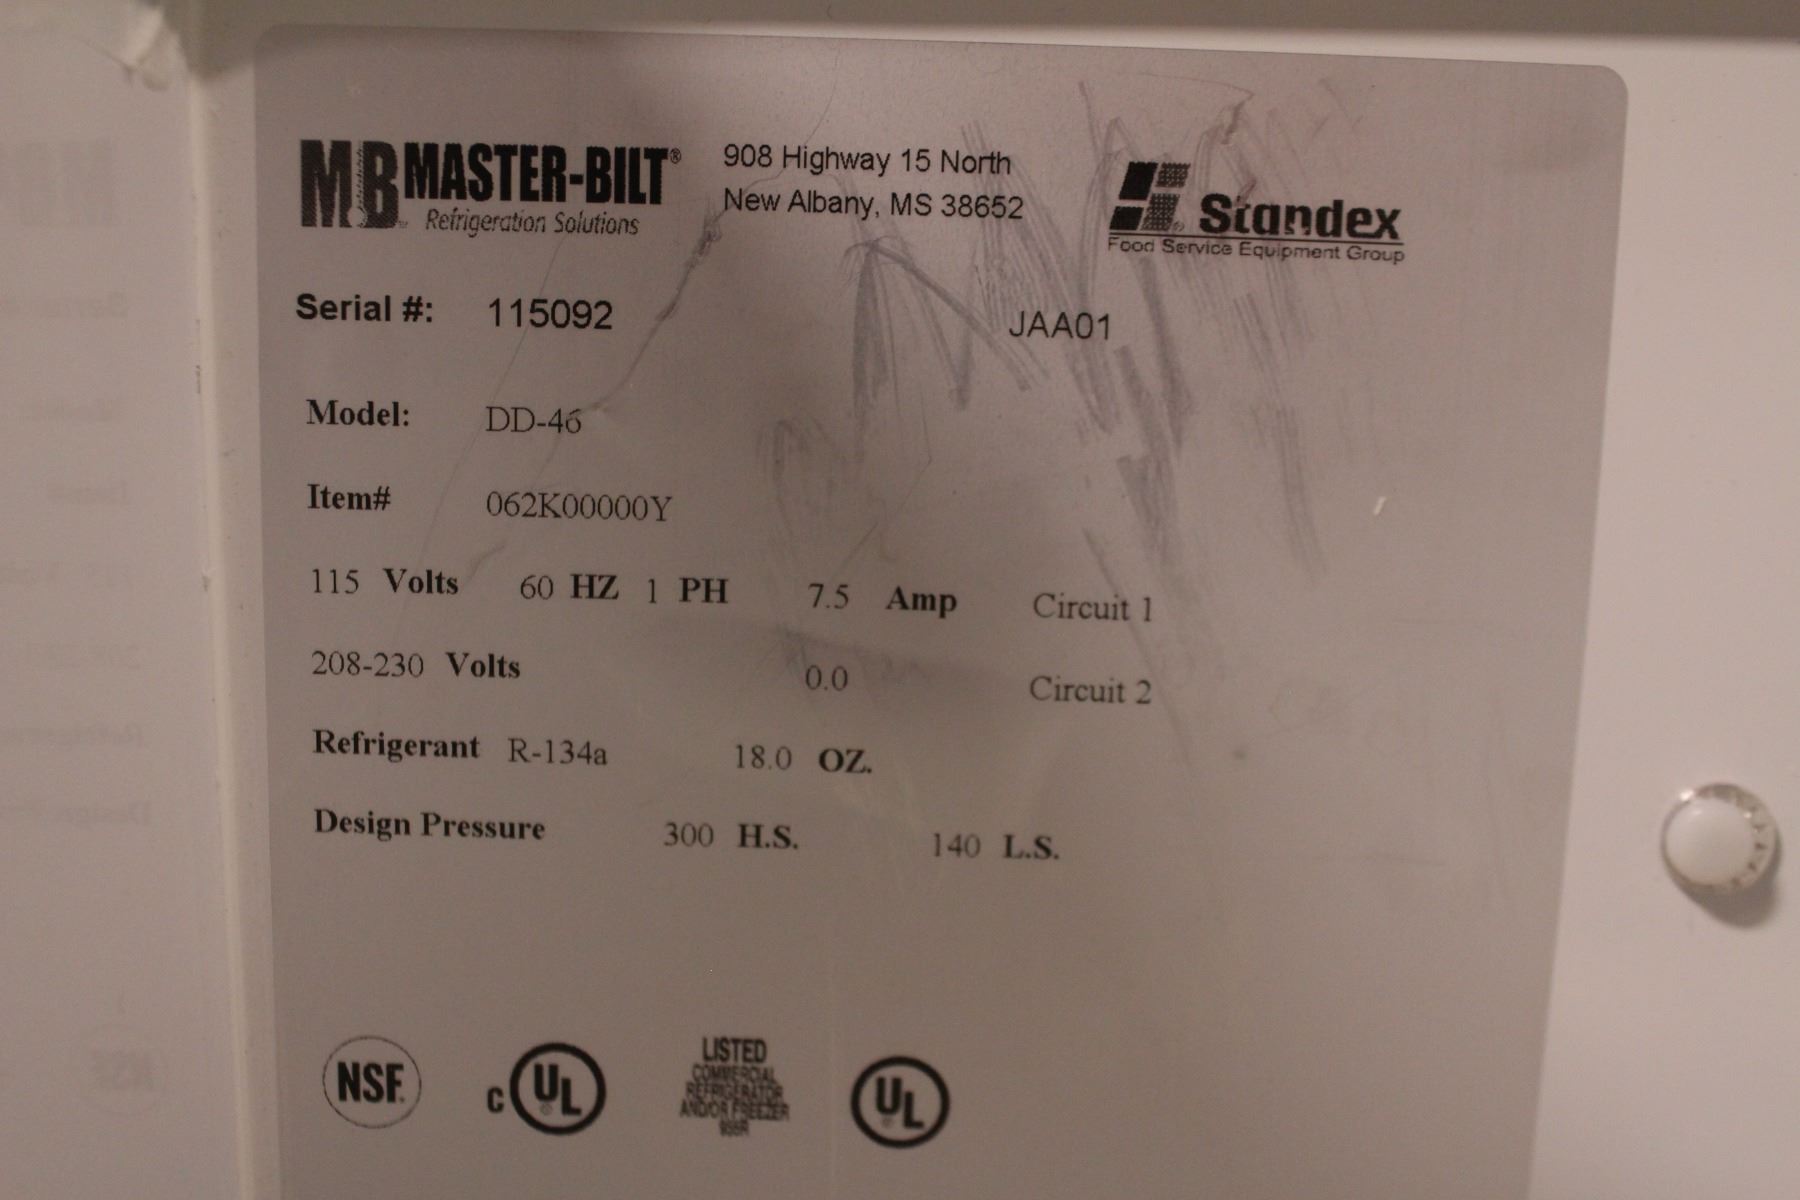 MB MASTER-BILT®
Refrigeration Solutions
908 Highway 15 North
New Albany, MS 38652
Standex
Food Service Equipment Group
Serial #: 115092 JAA01
Model: DD-46
Item# 062K00000Y
115 Volts 60 HZ 1 PH 7.5 Amp Circuit 1
208-230 Volts 0.0 Circuit 2
Refrigerant R-134a 18.0 OZ.
Design Pressure 300 H.S. 140 L.S.
NSF.
c UL
LISTED
COMMERCIAL
REFRIGERATOR
AND/OR FREEZER
UL